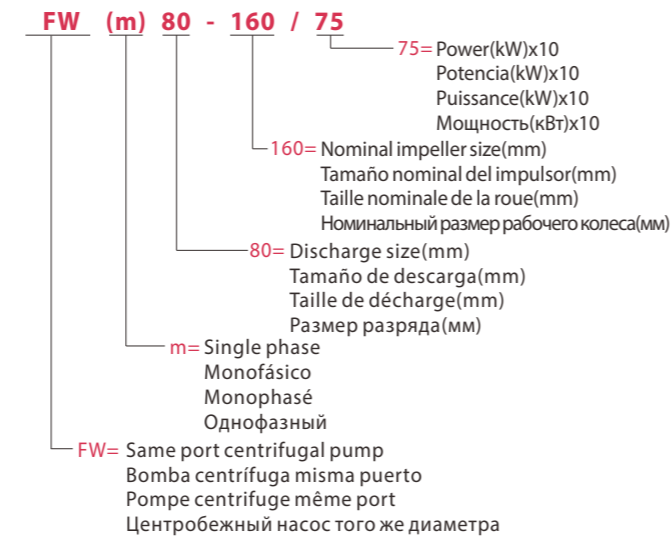 FW (m) 80 - 160 / 75
75= Power(kW)x10
Potencia(kW)x10
Puissance(kW)x10
Мощность(кВт)x10
160= Nominal impeller size(mm)
Tamaño nominal del impulsor(mm)
Taille nominale de la roue(mm)
Номинальный размер рабочего колеса(мм)
80= Discharge size(mm)
Tamaño de descarga(mm)
Taille de décharge(mm)
Размер разряда(мм)
m= Single phase
Monofásico
Monophasé
Однофазный
FW= Same port centrifugal pump
Bomba centrífuga misma puerto
Pompe centrifuge même port
Центробежный насос того же диаметра